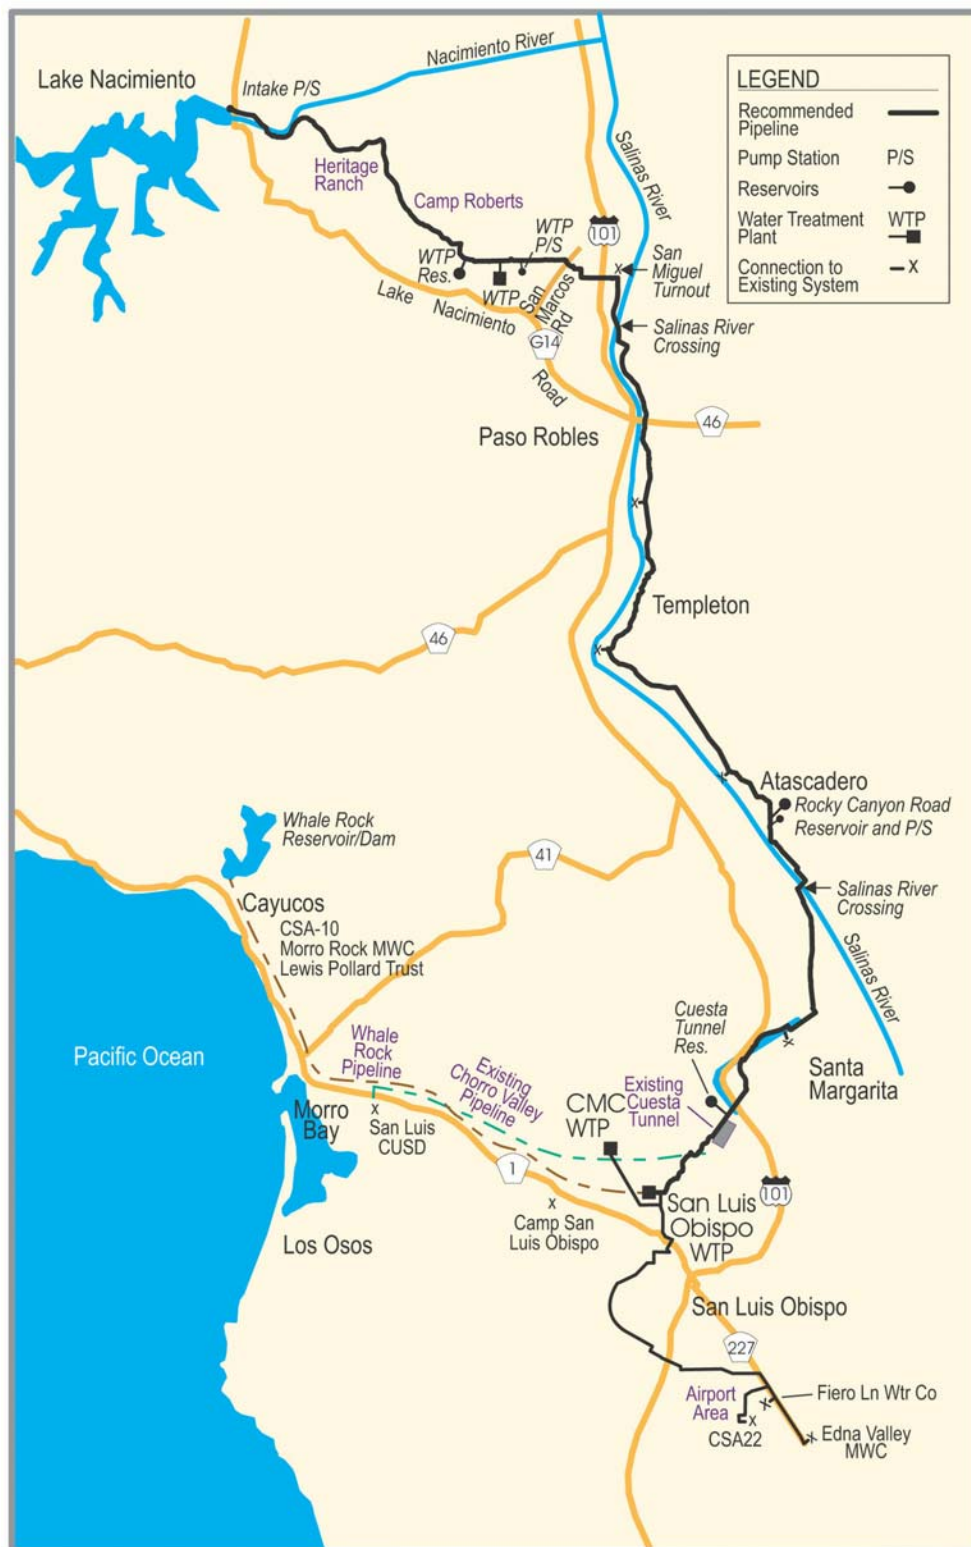 Lake Nacimiento
Intake P/S
Nacimiento River
Salinas River
LEGEND
Recommended
Pipeline
Pump Station P/S
Reservoirs
Water Treatment WTP
Plant
Connection to X
Existing System
Heritage
Ranch
Camp Roberts
101
WTP
P/S
WTP
Res.
WTP
San
Marcos
Rd
X San
Miguel
Turnout
Lake
Nacimiento
Road
G14
Salinas River
Crossing
46
Paso Robles
X
Templeton
46
X
X
Atascadero
Rocky Canyon Road
Reservoir and P/S
Whale Rock
Reservoir/Dam
41
Salinas River
Crossing
Cayucos
CSA-10
Morro Rock MWC
Lewis Pollard Trust
Salinas River
Cuesta
Tunnel
Res.
Pacific Ocean
Whale
Rock
Pipeline
Existing
Chorro Valley
Pipeline
Existing
Cuesta
Tunnel
X
Santa
Margarita
Morro
Bay
X
San Luis
CUSD
CMC
WTP
1
101
X
Camp San
Luis Obispo
San Luis
Obispo
WTP
Los Osos
San Luis Obispo
227
Airport
Area
X
Fiero Ln Wtr Co
X
CSA22
X
Edna Valley
MWC